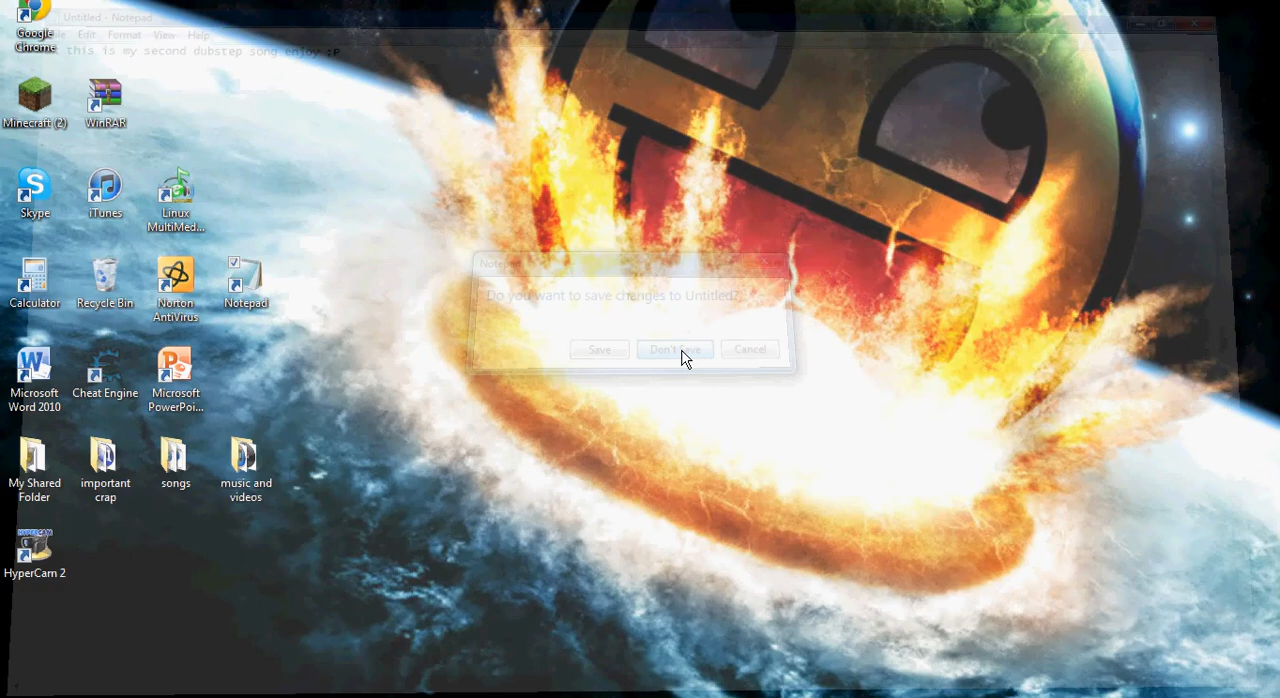 Untitled - Notepad
Edit Format View Help
this is my second dubstep song enjoy :P
Google Chrome
Minecraft (2)
WinRAR
Skype
iTunes
Linux MultiMed...
Calculator
Recycle Bin
Norton AntiVirus
Notepad
Do you want to save changes to Untitled?
Save
Don't Save
Cancel
Microsoft Word 2010
Cheat Engine
Microsoft PowerPoi...
My Shared Folder
important crap
songs
music and videos
HYPERCAM
HyperCam 2